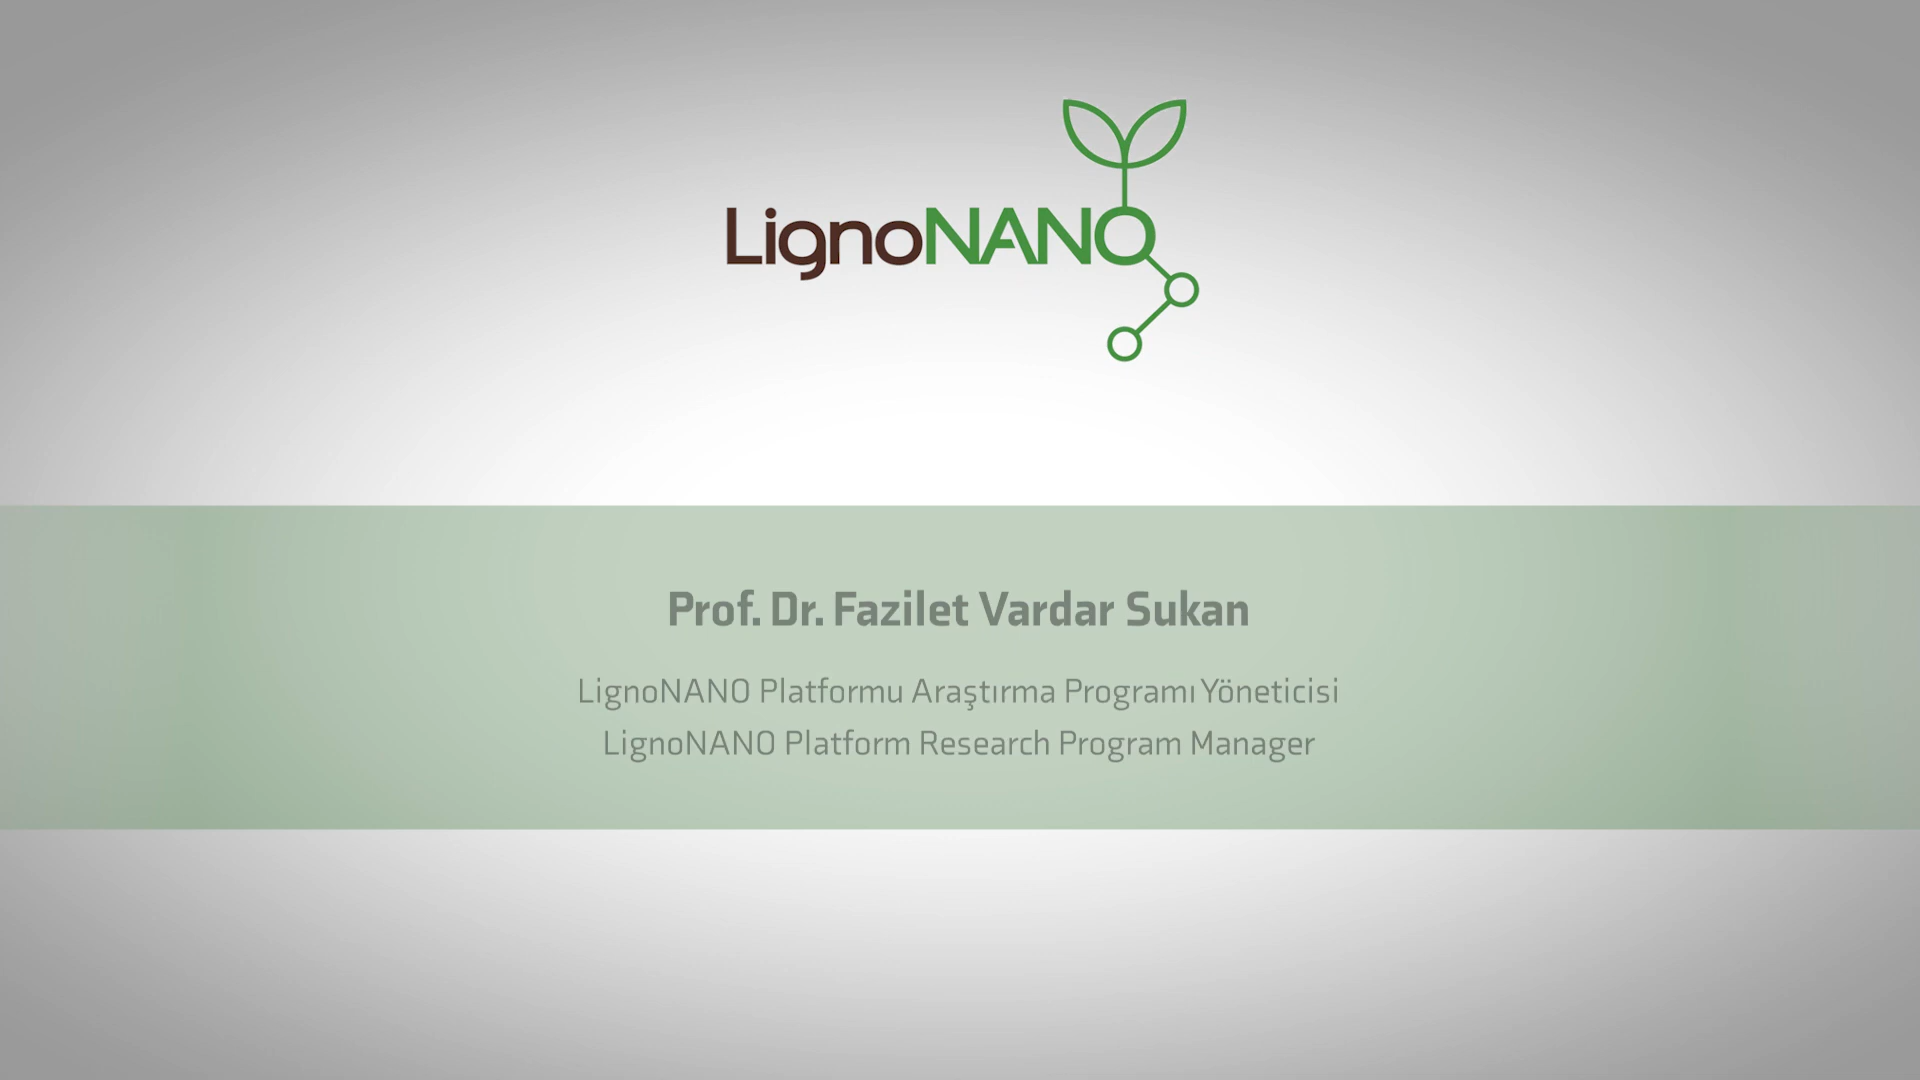 LignoNANO
Prof. Dr. Fazilet Vardar Sukan
LignoNANO Platformu Araştırma Programı Yöneticisi
LignoNANO Platform Research Program Manager